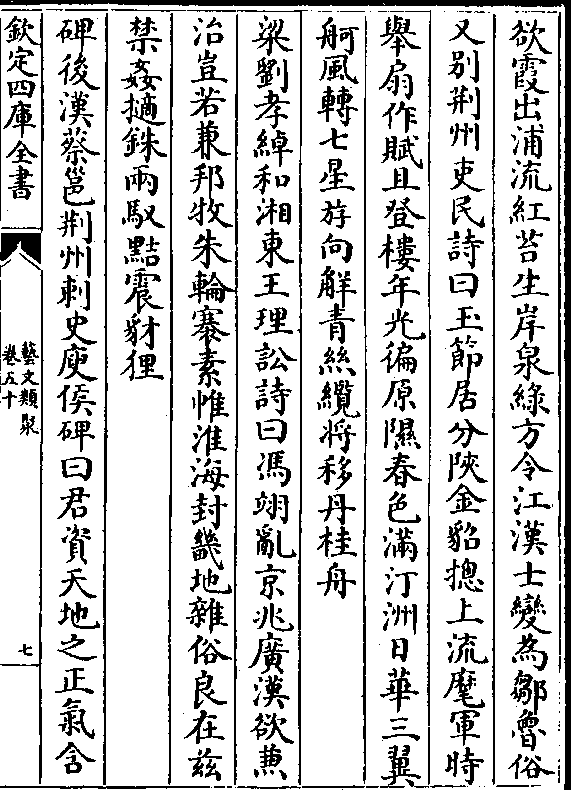 欲霞出浦流紅苔生岸泉綠方令江漢士變為鄒魯俗
又别荆州吏民詩曰玉節居分陜金貂摠上流麾軍時
舉扇作賦且登樓年光徧原隰春色滿汀洲日華三翼
舸風轉七星斿向解青絲纜將移丹桂舟
梁劉孝綽和湘東王理訟詩曰馮翊亂京兆廣漢欲兼
治豈若兼邦牧朱輪褰素帷淮海封畿地雜俗良在兹
禁姦擿銖兩馭黠震豺狸
碑後漢蔡邕荆州刺史庾侯碑曰君資天地之正氣含
欽定四庫全書
藝文類聚
卷五十
七